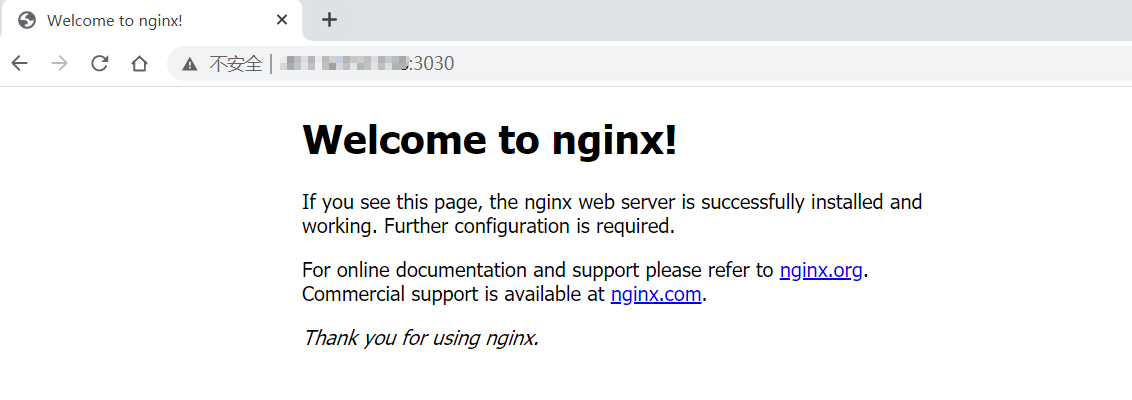 Welcome to nginx!
不安全 | :3030
Welcome to nginx!
If you see this page, the nginx web server is successfully installed and
working. Further configuration is required.
For online documentation and support please refer to nginx.org.
Commercial support is available at nginx.com.
Thank you for using nginx.